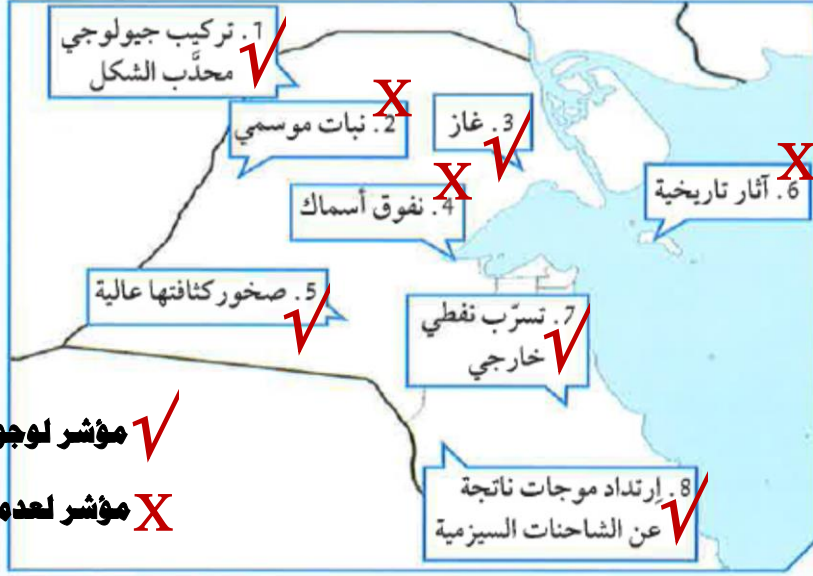 1. تركيب جيولوجي √
محدَّب الشكل
2. نبات موسمي X
3. غاز √
4. نفوق أسماك X
6. آثار تاريخية X
5. صخور كثافتها عالية √
7. تسرّب نفطي √
خارجي
8. إرتداد موجات ناتجة √
عن الشاحنات السيزمية
√ مؤشر لوجو
X مؤشر لعدم